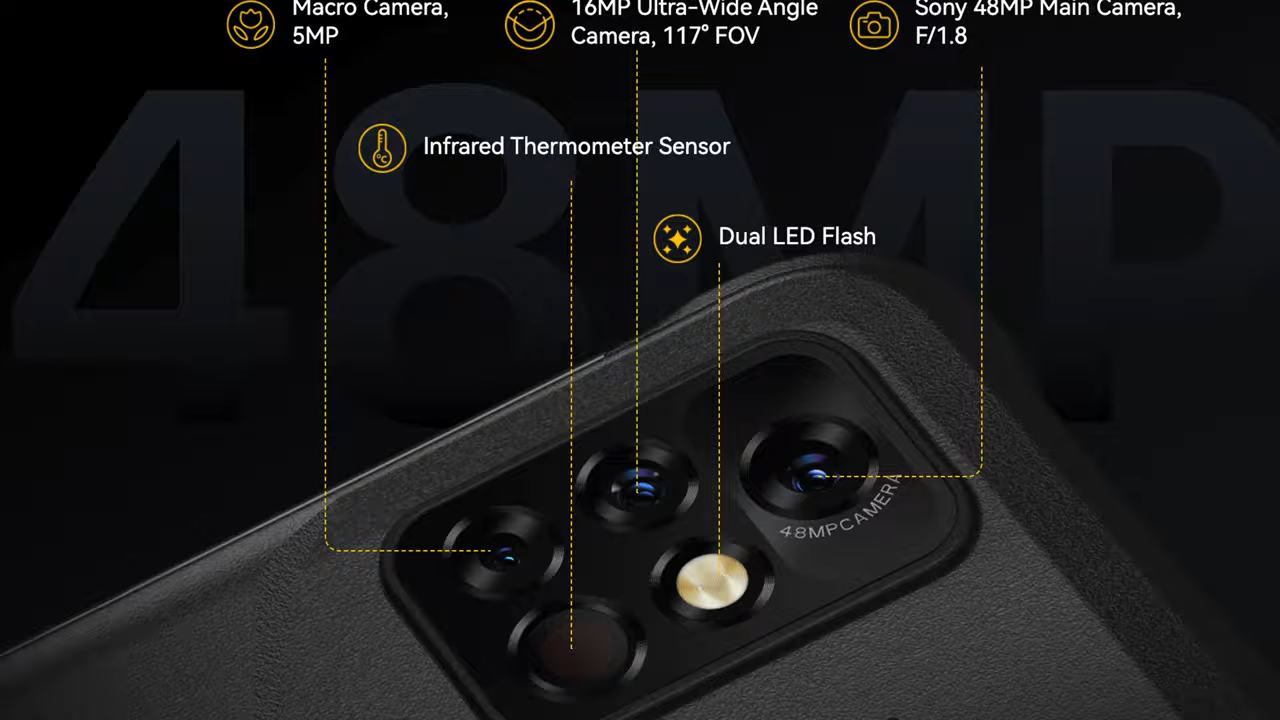 Macro Camera,
5MP
16MP Ultra-Wide Angle
Camera, 117° FOV
Sony 48MP Main Camera,
F/1.8
48MP
°C
Infrared Thermometer Sensor
Dual LED Flash
48MPCAMERA